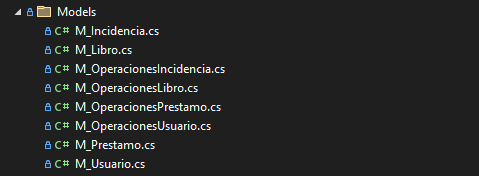 Models
C# M_Incidencia.cs
C# M_Libro.cs
C# M_OperacionesIncidencia.cs
C# M_OperacionesLibro.cs
C# M_OperacionesPrestamo.cs
C# M_OperacionesUsuario.cs
C# M_Prestamo.cs
C# M_Usuario.cs